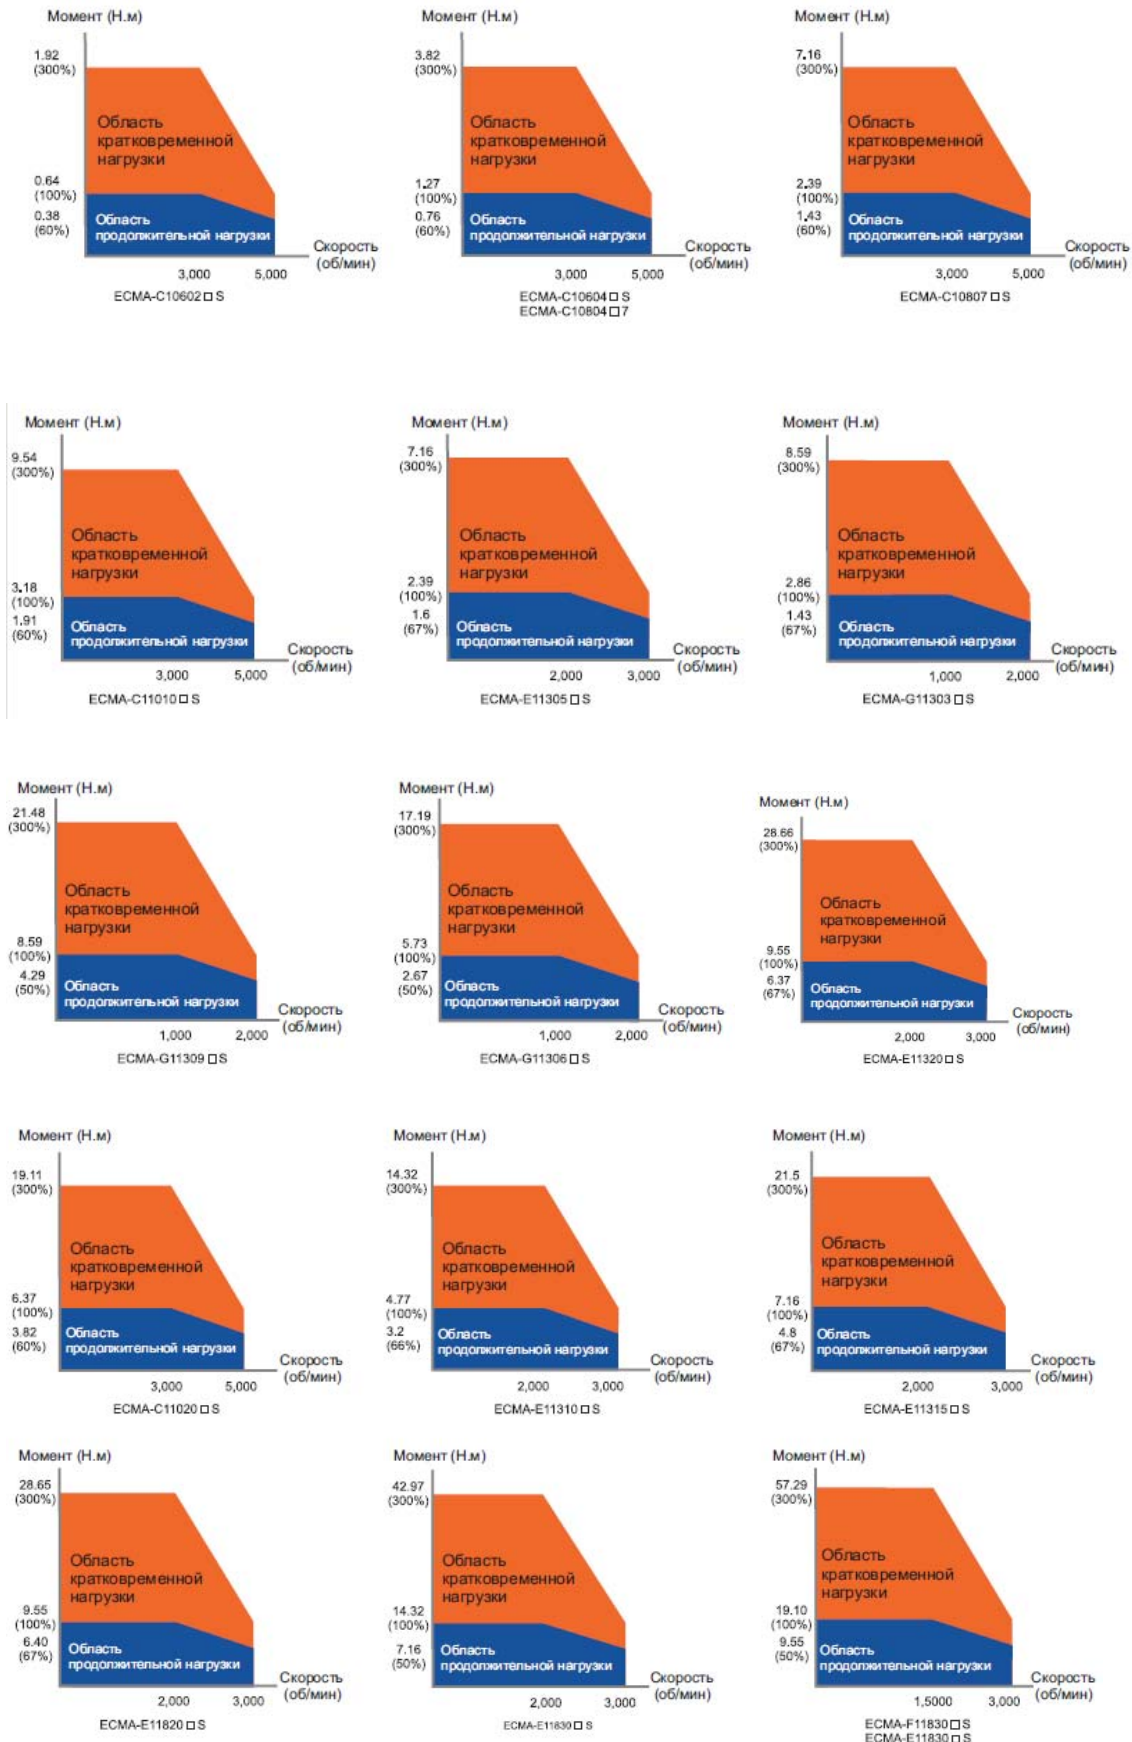 Момент (Н.м)
1.92
(300%)
Область
кратковременной
нагрузки
0.64
(100%)
0.38
(60%)
Область
продолжительной нагрузки
Скорость
(об/мин)
3,000 5,000
ECMA-C10602□S
Момент (Н.м)
3.82
(300%)
Область
кратковременной
нагрузки
1.27
(100%)
0.76
(60%)
Область
продолжительной нагрузки
Скорость
(об/мин)
3,000 5,000
ECMA-C10604□S
ECMA-C10804□7
Момент (Н.м)
7.16
(300%)
Область
кратковременной
нагрузки
2.39
(100%)
1.43
(60%)
Область
продолжительной нагрузки
Скорость
(об/мин)
3,000 5,000
ECMA-C10807□S
Момент (Н.м)
9.54
(300%)
Область
кратковременной
нагрузки
3.18
(100%)
1.91
(60%)
Область
продолжительной нагрузки
Скорость
(об/мин)
3,000 5,000
ECMA-C11010□S
Момент (Н.м)
7.16
(300%)
Область
кратковременной
нагрузки
2.39
(100%)
1.6
(67%)
Область
продолжительной нагрузки
Скорость
(об/мин)
2,000 3,000
ECMA-E11305□S
Момент (Н.м)
8.59
(300%)
Область
кратковременной
нагрузки
2.86
(100%)
1.43
(67%)
Область
продолжительной нагрузки
Скорость
(об/мин)
1,000 2,000
ECMA-G11303□S
Момент (Н.м)
21.48
(300%)
Область
кратковременной
нагрузки
8.59
(100%)
4.29
(50%)
Область
продолжительной нагрузки
Скорость
(об/мин)
1,000 2,000
ECMA-G11309□S
Момент (Н.м)
17.19
(300%)
Область
кратковременной
нагрузки
5.73
(100%)
2.67
(50%)
Область
продолжительной нагрузки
Скорость
(об/мин)
1,000 2,000
ECMA-G11306□S
Момент (Н.м)
28.66
(300%)
Область
кратковременной
нагрузки
9.55
(100%)
6.37
(67%)
Область
продолжительной нагрузки
Скорость
(об/мин)
2,000 3,000
ECMA-E11320□S
Момент (Н.м)
19.11
(300%)
Область
кратковременной
нагрузки
6.37
(100%)
3.82
(60%)
Область
продолжительной нагрузки
Скорость
(об/мин)
3,000 5,000
ECMA-C11020□S
Момент (Н.м)
14.32
(300%)
Область
кратковременной
нагрузки
4.77
(100%)
3.2
(66%)
Область
продолжительной нагрузки
Скорость
(об/мин)
2,000 3,000
ECMA-E11310□S
Момент (Н.м)
21.5
(300%)
Область
кратковременной
нагрузки
7.16
(100%)
4.8
(67%)
Область
продолжительной нагрузки
Скорость
(об/мин)
2,000 3,000
ECMA-E11315□S
Момент (Н.м)
28.65
(300%)
Область
кратковременной
нагрузки
9.55
(100%)
6.40
(67%)
Область
продолжительной нагрузки
Скорость
(об/мин)
2,000 3,000
ECMA-E11820□S
Момент (Н.м)
42.97
(300%)
Область
кратковременной
нагрузки
14.32
(100%)
7.16
(50%)
Область
продолжительной нагрузки
Скорость
(об/мин)
2,000 3,000
ECMA-E11830□S
Момент (Н.м)
57.29
(300%)
Область
кратковременной
нагрузки
19.10
(100%)
9.55
(50%)
Область
продолжительной нагрузки
Скорость
(об/мин)
1,5000 3,000
ECMA-F11830□S
ECMA-E11830□S